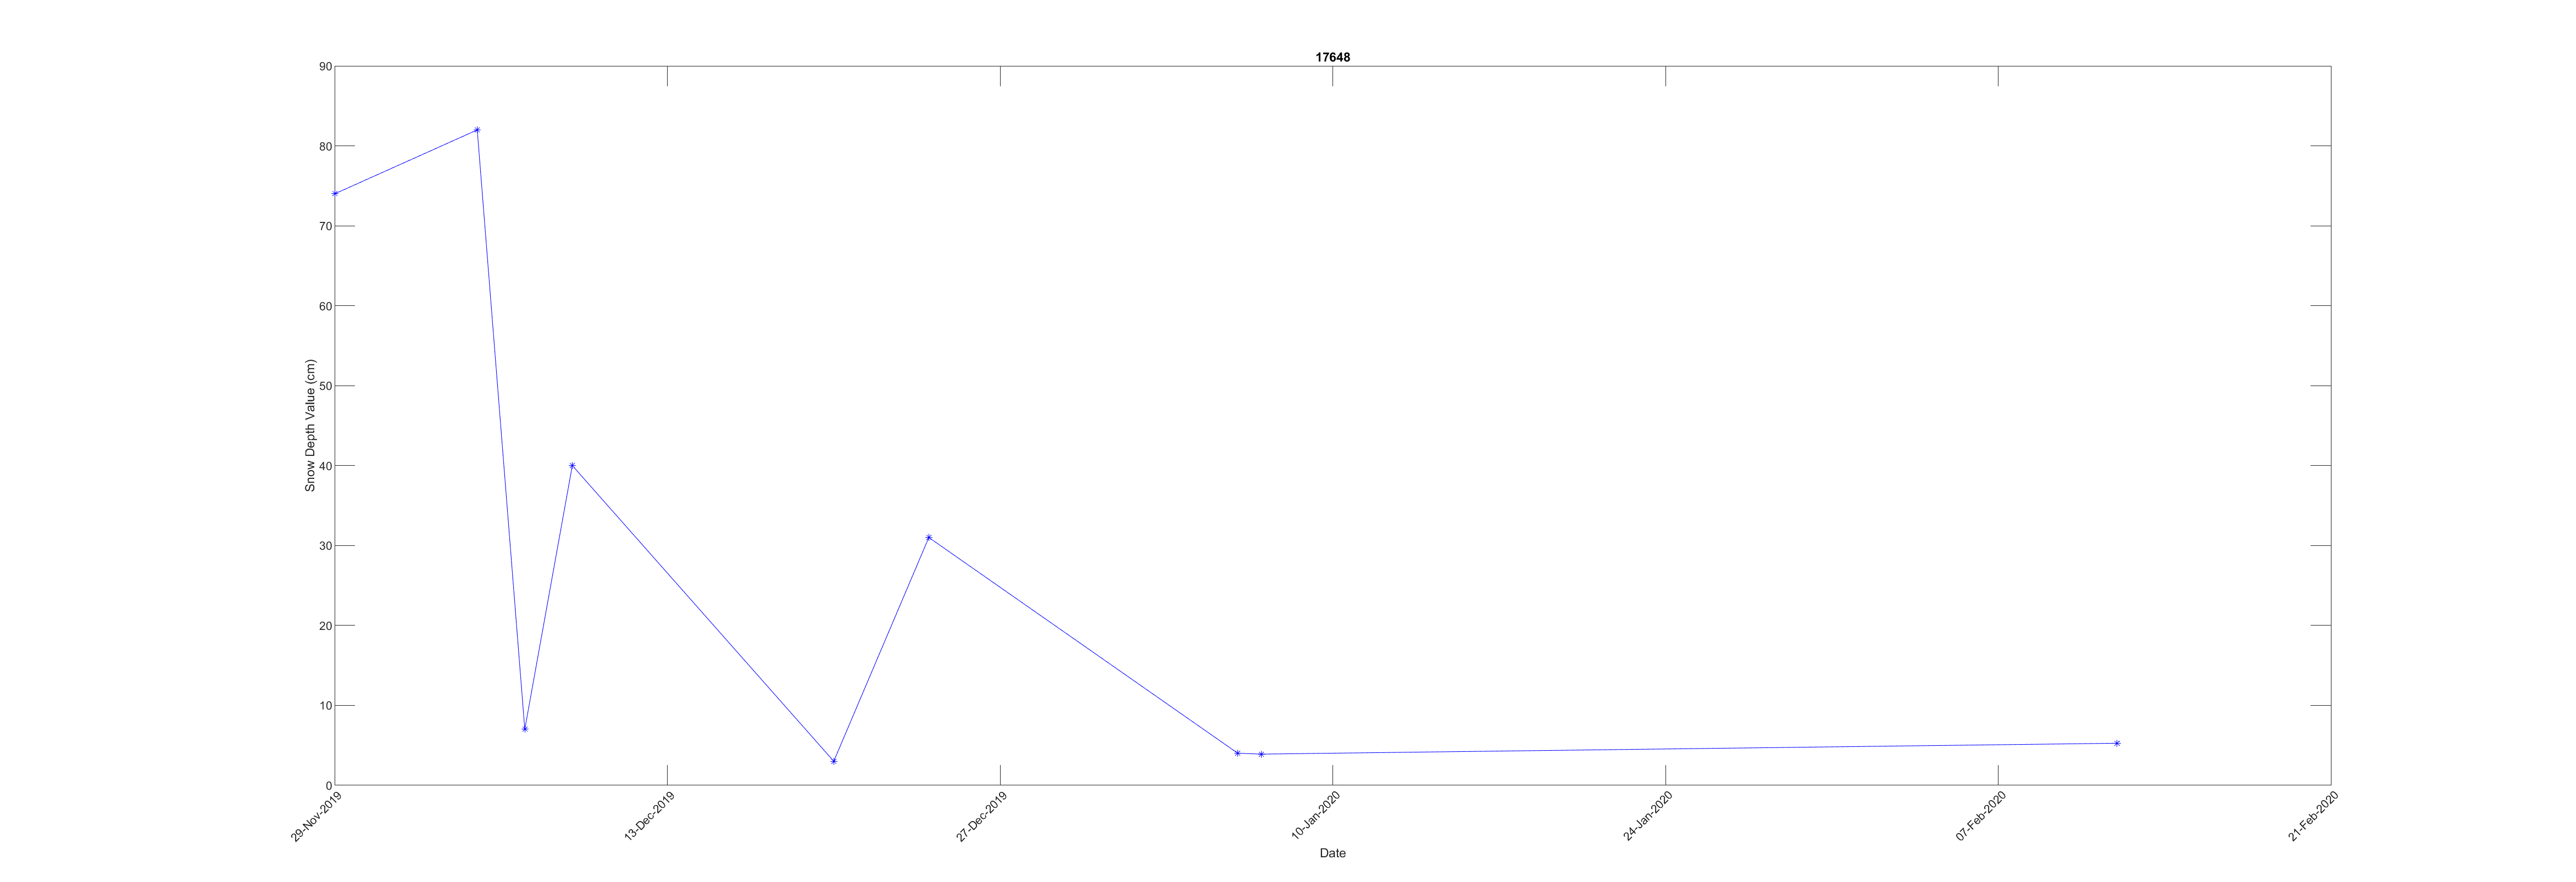 17648
90
80
70
60
50
40
30
20
10
0
Snow Depth Value (cm)
29-Nov-2019
13-Dec-2019
27-Dec-2019
10-Jan-2020
24-Jan-2020
07-Feb-2020
21-Feb-2020
Date